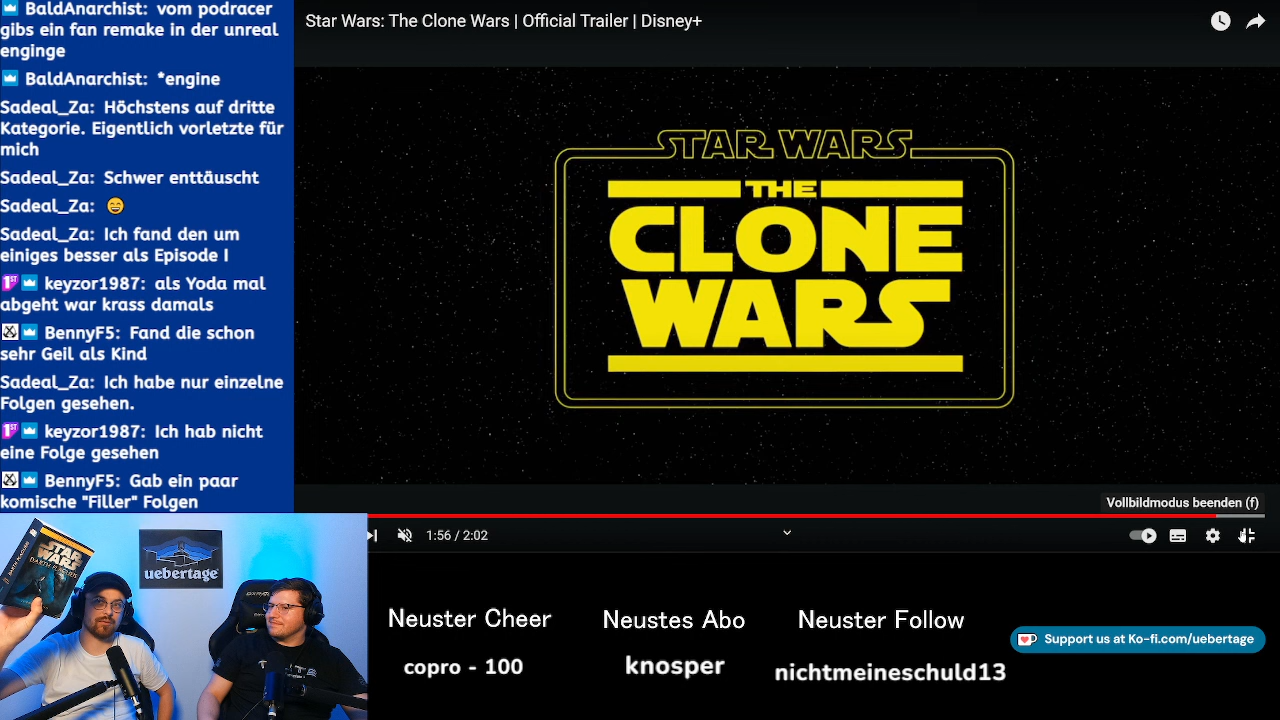 BaldAnarchist: vom podracer
gibs ein fan remake in der unreal
enginge
BaldAnarchist: *engine
Sadeal_Za: Höchstens auf dritte
Kategorie. Eigentlich vorletzte für
mich
Sadeal_Za: Schwer enttäuscht
Sadeal_Za: 😄
Sadeal_Za: Ich fand den um
einiges besser als Episode I
1ST keyzor1987: als Yoda mal
abgeht war krass damals
BennyF5: Fand die schon
sehr Geil als Kind
Sadeal_Za: Ich habe nur einzelne
Folgen gesehen.
1ST keyzor1987: Ich hab nicht
eine Folge gesehen
BennyF5: Gab ein paar
komische "Filler" Folgen
Star Wars: The Clone Wars | Official Trailer | Disney+
STAR WARS
THE
CLONE
WARS
Vollbildmodus beenden (f)
1:56 / 2:02
STAR
WARS
uebertage
Neuster Cheer
copro - 100
Neustes Abo
knosper
Neuster Follow
nichtmeineschuld13
Support us at Ko-fi.com/uebertage